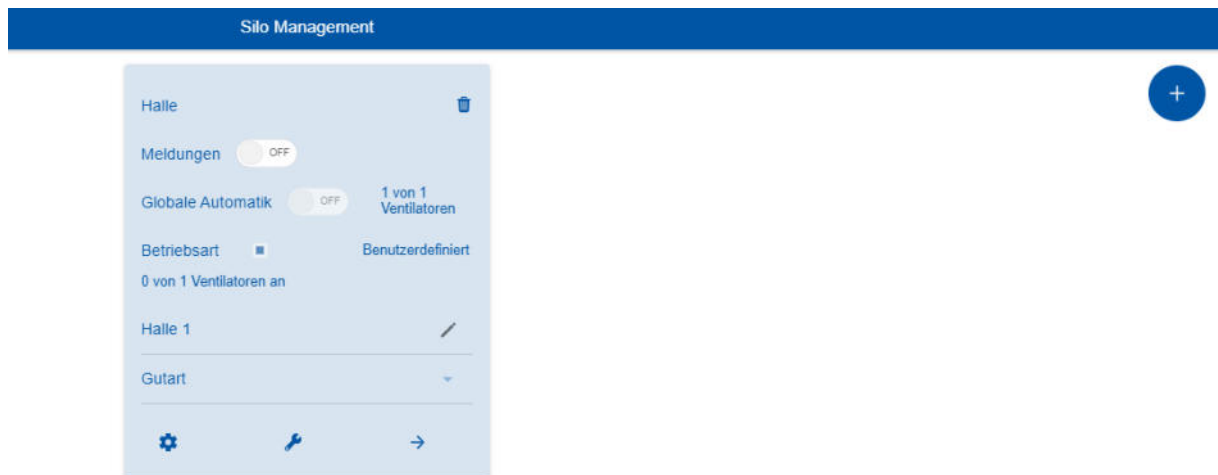 Silo Management
Halle
Meldungen OFF
Globale Automatik OFF 1 von 1
Ventilatoren
Betriebsart Benutzerdefiniert
0 von 1 Ventilatoren an
Halle 1
Gutart